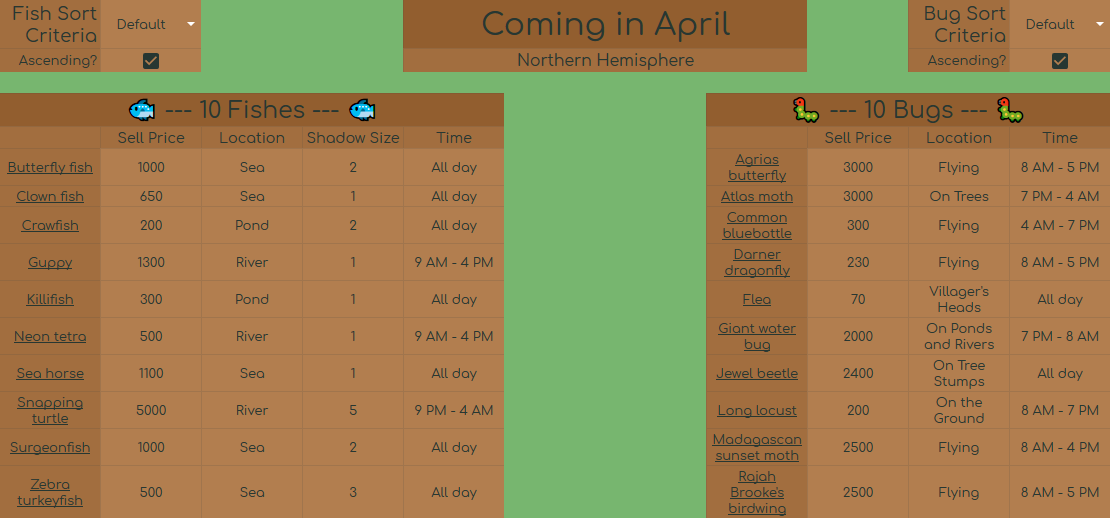 Fish Sort Criteria Default
Ascending?
Coming in April
Northern Hemisphere
Bug Sort Criteria Default
Ascending?
--- 10 Fishes ---
Sell Price Location Shadow Size Time
Butterfly fish 1000 Sea 2 All day
Clown fish 650 Sea 1 All day
Crawfish 200 Pond 2 All day
Guppy 1300 River 1 9 AM - 4 PM
Killifish 300 Pond 1 All day
Neon tetra 500 River 1 9 AM - 4 PM
Sea horse 1100 Sea 1 All day
Snapping turtle 5000 River 5 9 PM - 4 AM
Surgeonfish 1000 Sea 2 All day
Zebra turkeyfish 500 Sea 3 All day
--- 10 Bugs ---
Sell Price Location Time
Agrias butterfly 3000 Flying 8 AM - 5 PM
Atlas moth 3000 On Trees 7 PM - 4 AM
Common bluebottle 300 Flying 4 AM - 7 PM
Darner dragonfly 230 Flying 8 AM - 5 PM
Flea 70 Villager's Heads All day
Giant water bug 2000 On Ponds and Rivers 7 PM - 8 AM
Jewel beetle 2400 On Tree Stumps All day
Long locust 200 On the Ground 8 AM - 7 PM
Madagascan sunset moth 2500 Flying 8 AM - 4 PM
Rajah Brooke's birdwing 2500 Flying 8 AM - 5 PM